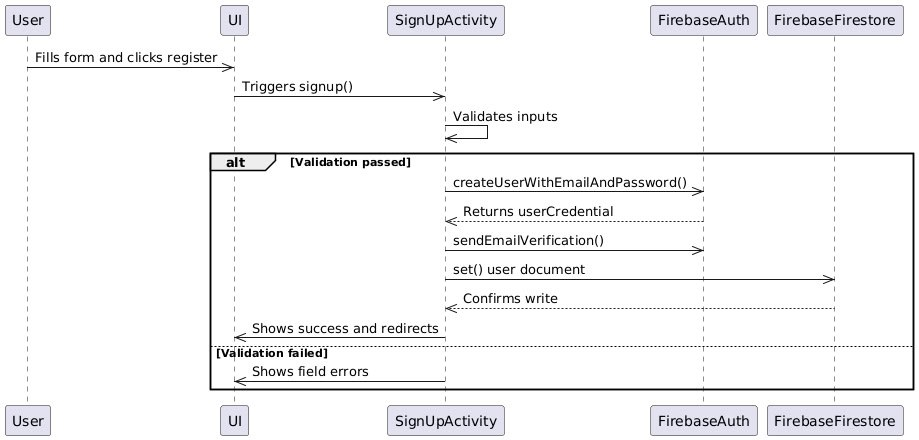 User UI SignUpActivity FirebaseAuth FirebaseFirestore
Fills form and clicks register
Triggers signup()
Validates inputs
alt [Validation passed]
createUserWithEmailAndPassword()
Returns userCredential
sendEmailVerification()
set() user document
Confirms write
Shows success and redirects
[Validation failed]
Shows field errors
User UI SignUpActivity FirebaseAuth FirebaseFirestore